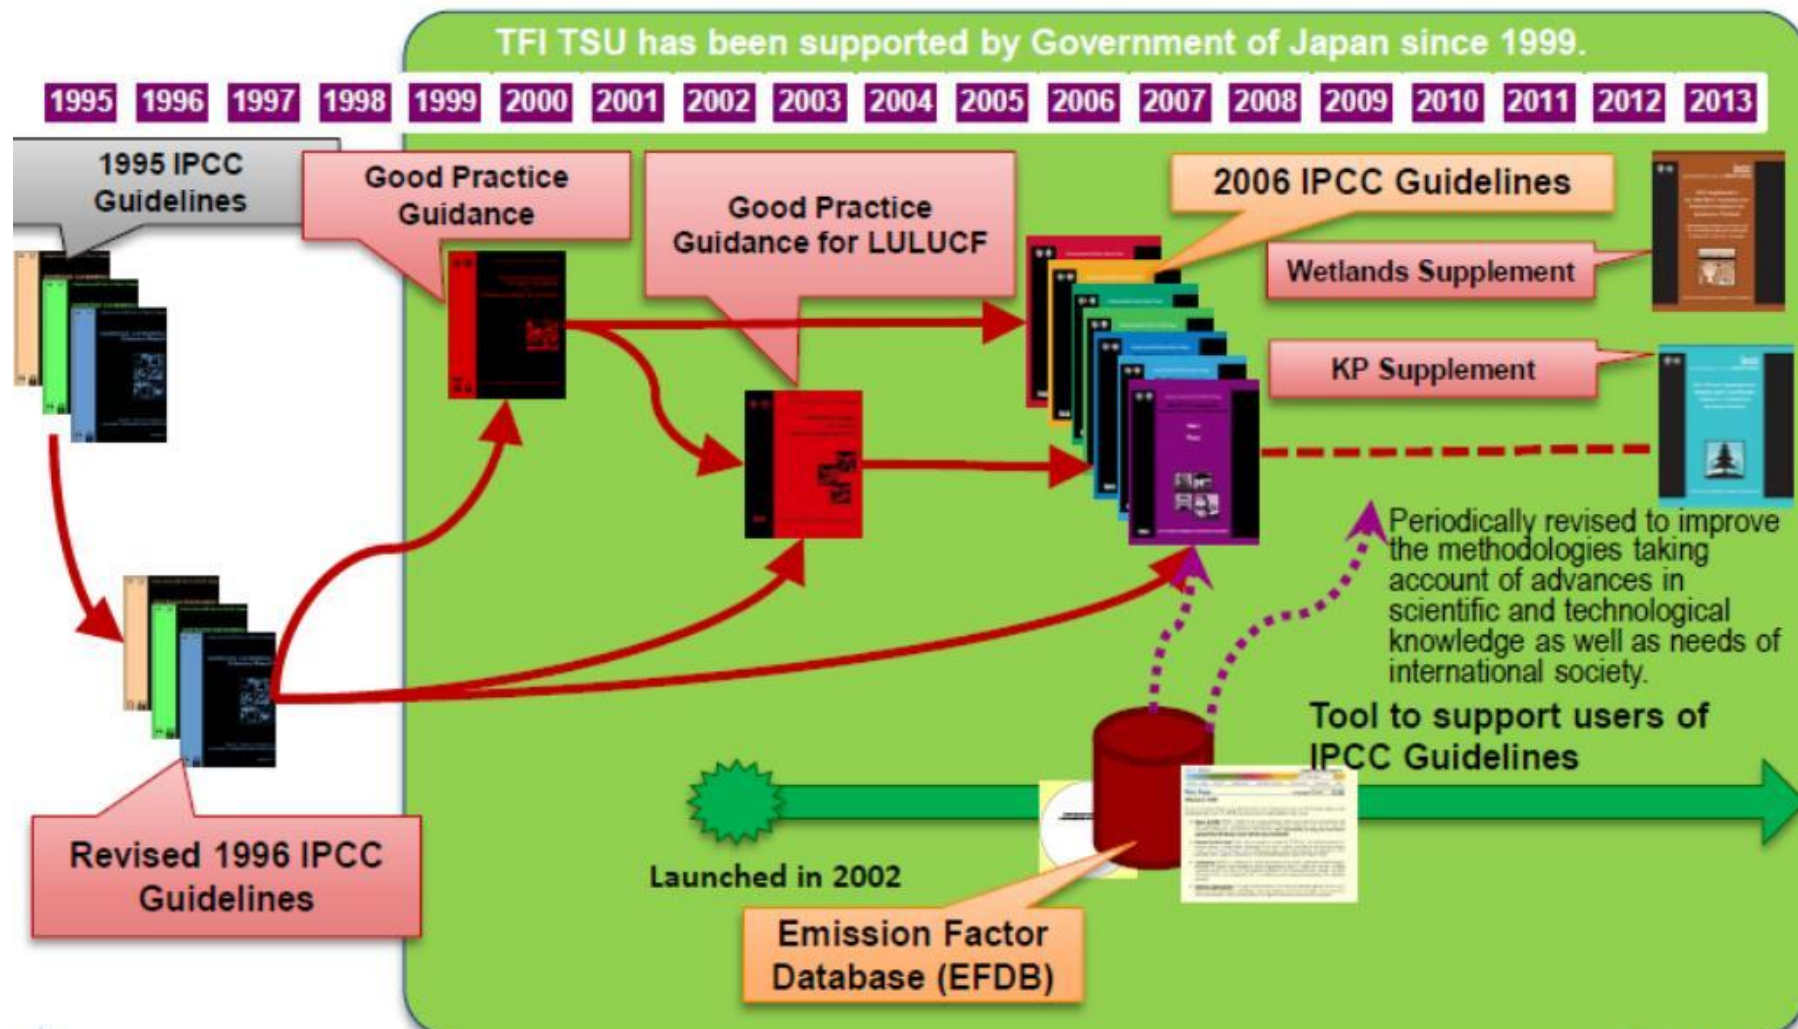 TFI TSU has been supported by Government of Japan since 1999.
1995 1996 1997 1998 1999 2000 2001 2002 2003 2004 2005 2006 2007 2008 2009 2010 2011 2012 2013
1995 IPCC
Guidelines
Good Practice
Guidance
Good Practice
Guidance for LULUCF
2006 IPCC Guidelines
Wetlands Supplement
KP Supplement
Periodically revised to improve
the methodologies taking
account of advances in
scientific and technological
knowledge as well as needs of
international society.
Tool to support users of
IPCC Guidelines
Revised 1996 IPCC
Guidelines
Launched in 2002
Emission Factor
Database (EFDB)